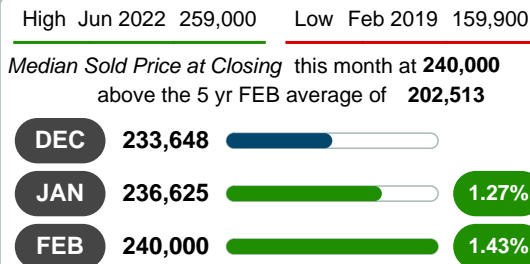 High Jun 2022 259,000 Low Feb 2019 159,900
Median Sold Price at Closing this month at 240,000
above the 5 yr FEB average of 202,513
DEC 233,648
JAN 236,625 1.27%
FEB 240,000 1.43%